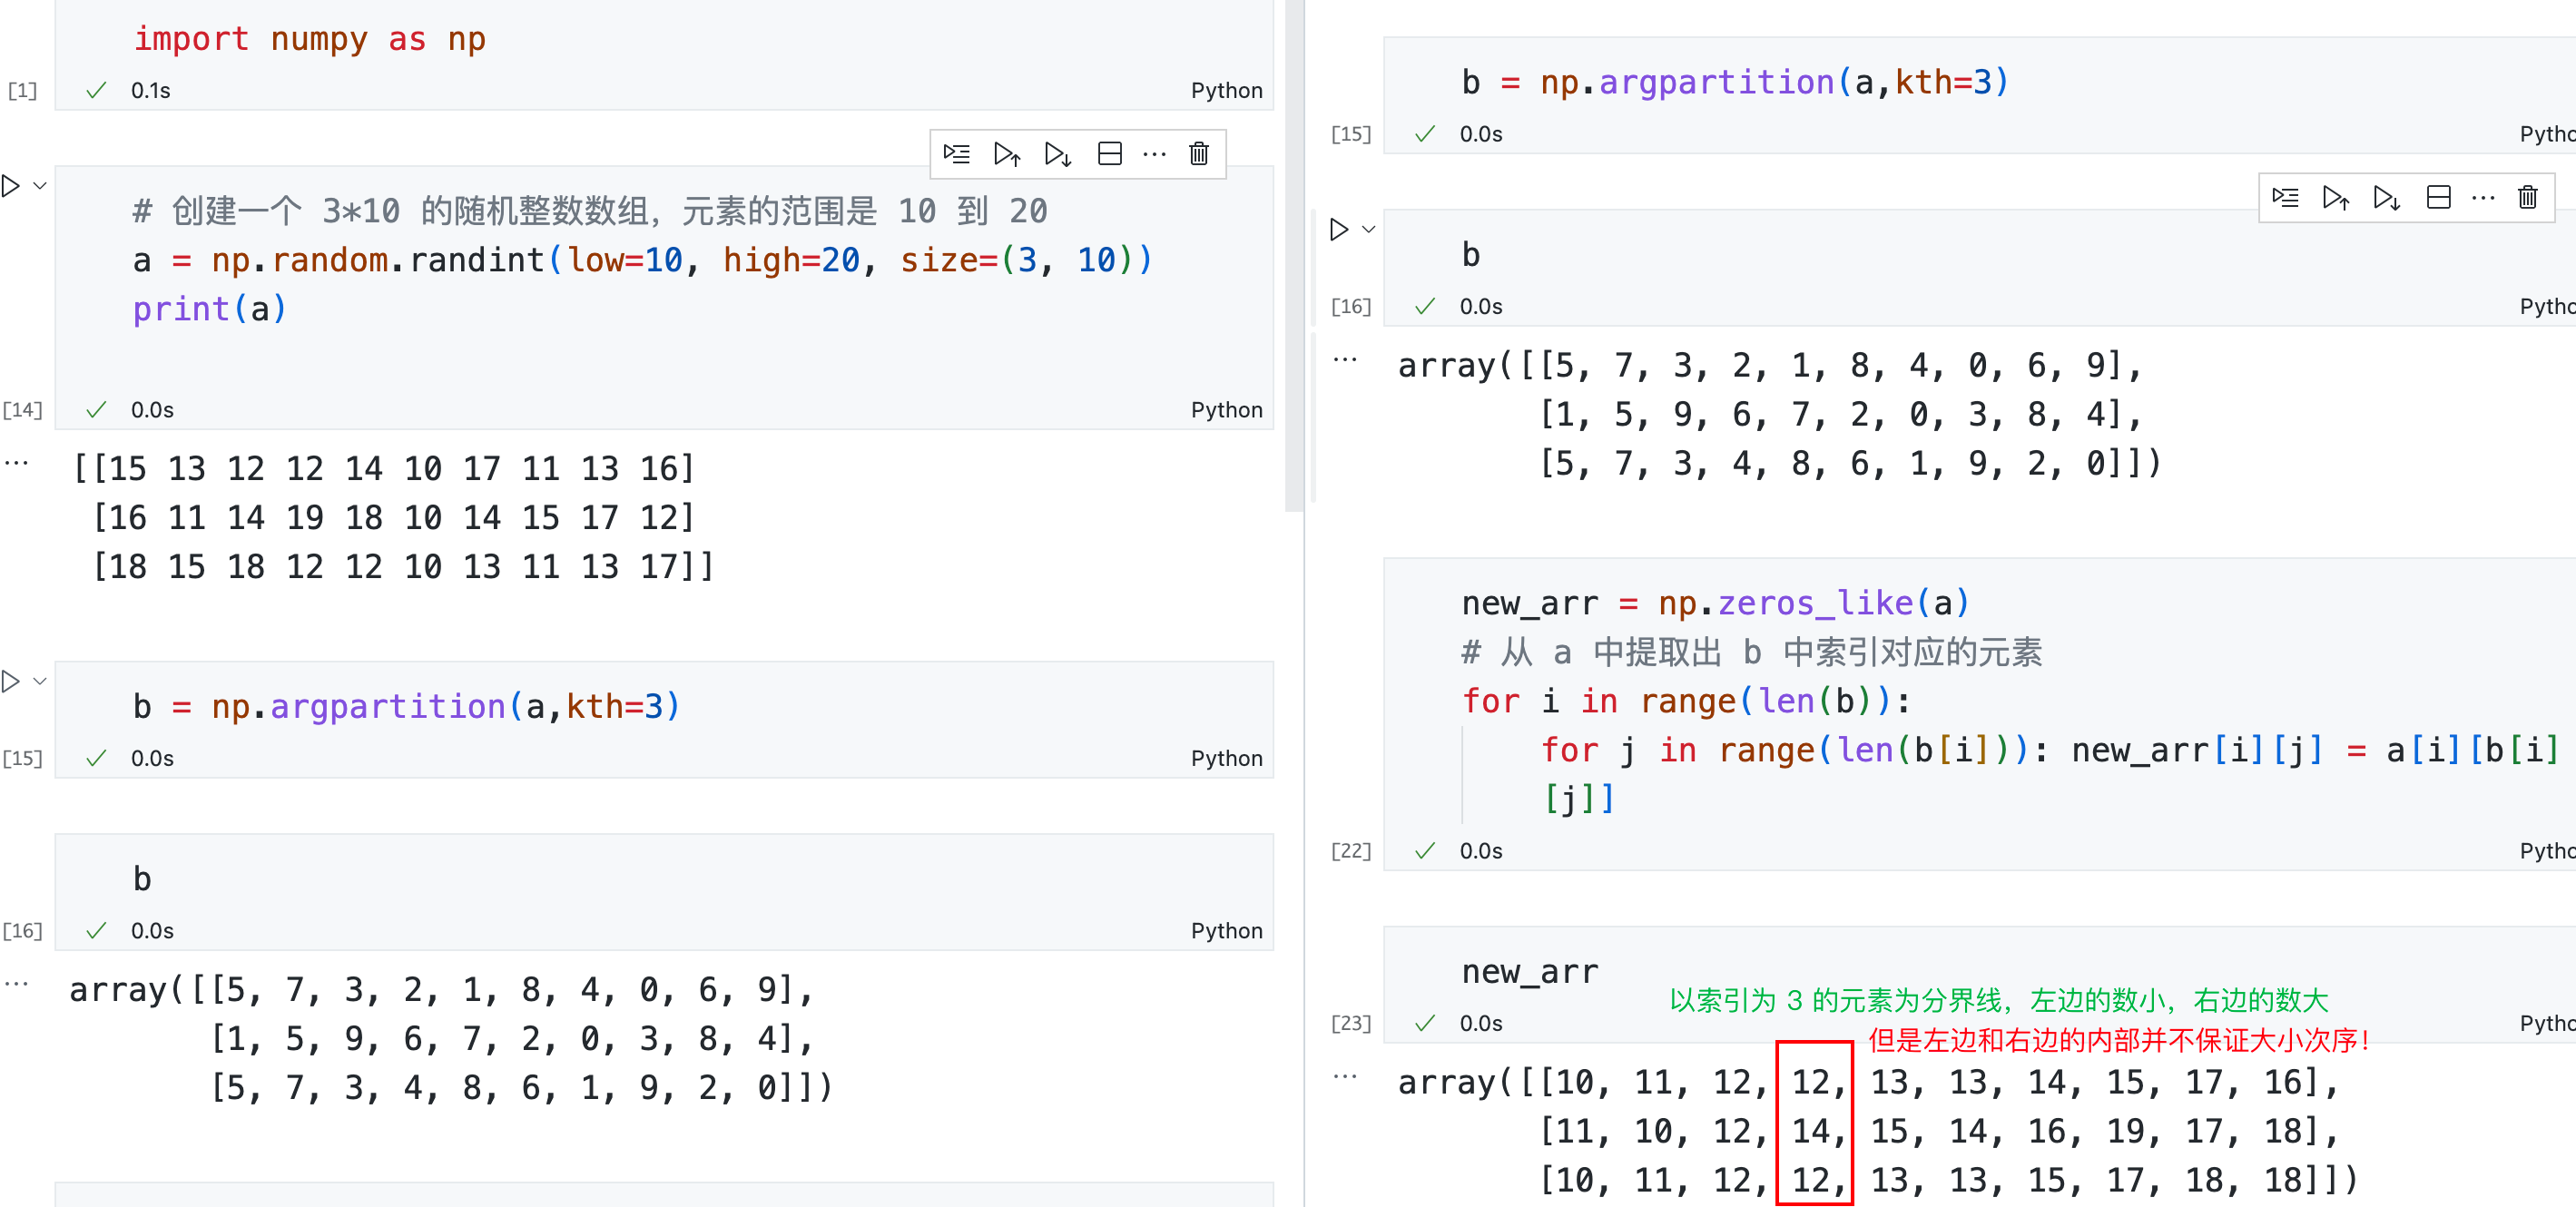 import numpy as np
[1]
0.1s
Python
# 创建一个 3*10 的随机整数数组，元素的范围是 10 到 20
a = np.random.randint(low=10, high=20, size=(3, 10))
print(a)
[14]
0.0s
Python
[[15 13 12 12 14 10 17 11 13 16]
[16 11 14 19 18 10 14 15 17 12]
[18 15 18 12 12 10 13 11 13 17]]
b = np.argpartition(a,kth=3)
[15]
0.0s
Python
b
[16]
0.0s
Python
array([[5, 7, 3, 2, 1, 8, 4, 0, 6, 9],
[1, 5, 9, 6, 7, 2, 0, 3, 8, 4],
[5, 7, 3, 4, 8, 6, 1, 9, 2, 0]])
b = np.argpartition(a,kth=3)
[15]
0.0s
Pytho
b
[16]
0.0s
Pytho
array([[5, 7, 3, 2, 1, 8, 4, 0, 6, 9],
[1, 5, 9, 6, 7, 2, 0, 3, 8, 4],
[5, 7, 3, 4, 8, 6, 1, 9, 2, 0]])
new_arr = np.zeros_like(a)
# 从 a 中提取出 b 中索引对应的元素
for i in range(len(b)):
for j in range(len(b[i])): new_arr[i][j] = a[i][b[i]
[j]]
[22]
0.0s
Pytho
new_arr
以索引为 3 的元素为分界线，左边的数小，右边的数大
[23]
0.0s
Pytho
但是左边和右边的内部并不保证大小次序！
array([[10, 11, 12, 12, 13, 13, 14, 15, 17, 16],
[11, 10, 12, 14, 15, 14, 16, 19, 17, 18],
[10, 11, 12, 12, 13, 13, 15, 17, 18, 18]])